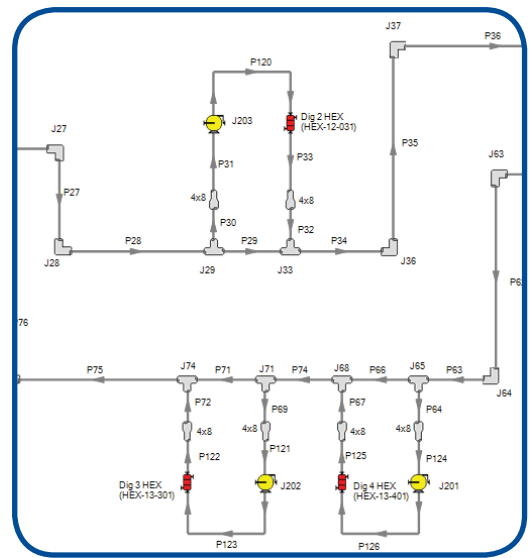 J37
P36
P120
J27
J203
Dig 2 HEX
(HEX-12-031)
P31
P33
P35
J63
P27
4x8
4x8
P30
P32
P28
P29
P34
J28
J29
J33
J36
P76
P75
J74
P71
J71
P74
J68
P66
J65
P63
J64
P72
P69
P67
P64
4x8
4x8
4x8
4x8
P122
P121
P125
P124
Dig 3 HEX
(HEX-13-301)
J202
Dig 4 HEX
(HEX-13-401)
J201
P123
P126